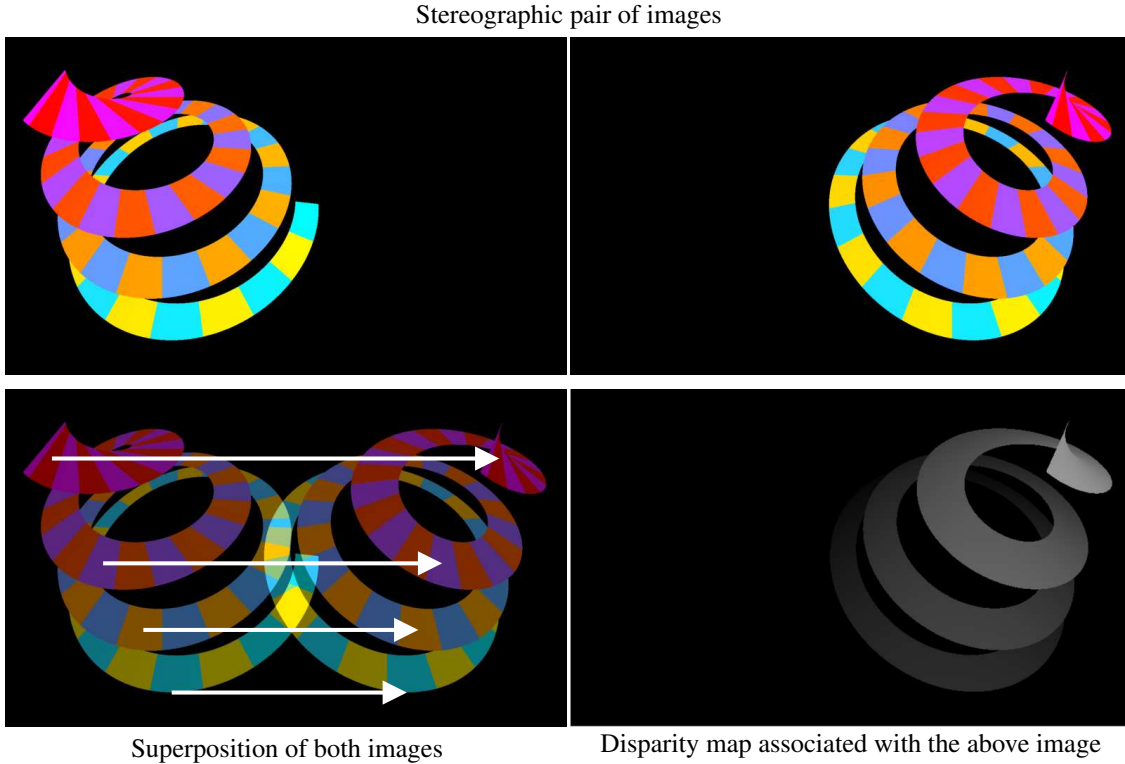 Stereographic pair of images
Superposition of both images
Disparity map associated with the above image